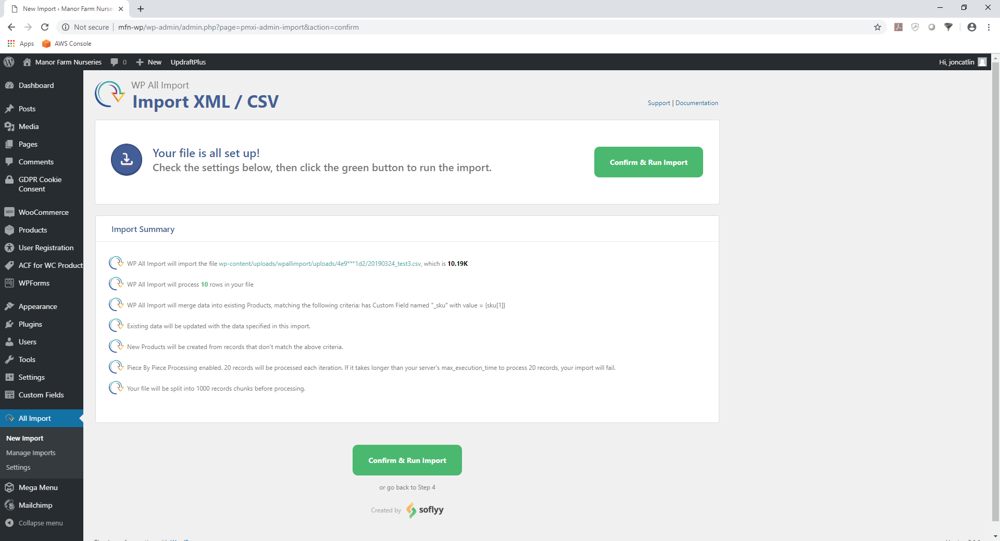 New Import ‹ Manor Farm Nurse
Not secure | mfn-wp/wp-admin/admin.php?page=pmxi-admin-import&action=confirm
Apps
AWS Console
Manor Farm Nurseries
0
New
UpdraftPlus
Hi, joncatlin
Dashboard
Posts
Media
Pages
Comments
GDPR Cookie
Consent
WooCommerce
Products
User Registration
ACF for WC Product
WPForms
Appearance
Plugins
Users
Tools
Settings
Custom Fields
All Import
New Import
Manage Imports
Settings
Mega Menu
Mailchimp
Collapse menu
WP All Import
Import XML / CSV
Support | Documentation
Your file is all set up!
Check the settings below, then click the green button to run the import.
Confirm & Run Import
Import Summary
WP All Import will import the file wp-content/uploads/wpallimport/uploads/4e9***1d2/20190324_test3.csv, which is 10.19K
WP All Import will process 10 rows in your file
WP All Import will merge data into existing Products, matching the following criteria: has Custom Field named "_sku" with value = {sku[1]}
Existing data will be updated with the data specified in this import.
New Products will be created from records that don't match the above criteria.
Piece By Piece Processing enabled. 20 records will be processed each iteration. If it takes longer than your server's max_execution_time to process 20 records, your import will fail.
Your file will be split into 1000 records chunks before processing.
Confirm & Run Import
or go back to Step 4
Created by soflyy